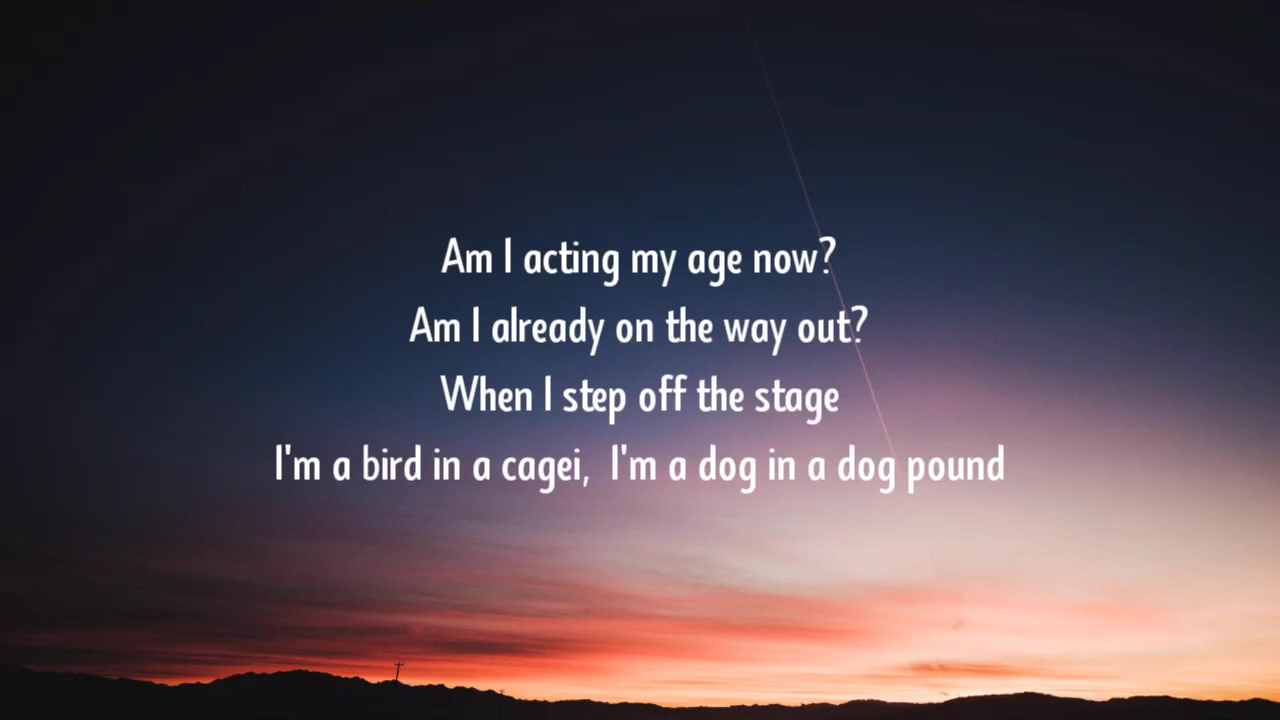 Am I acting my age now?
Am I already on the way out?
When I step off the stage
I'm a bird in a cagei,  I'm a dog in a dog pound